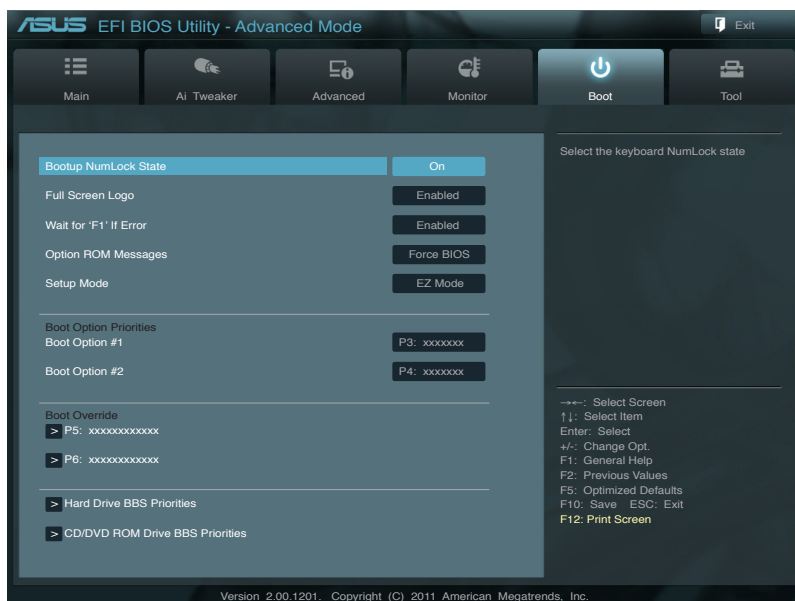 ASUS EFI BIOS Utility - Advanced Mode
Exit
Main
Ai Tweaker
Advanced
Monitor
Boot
Tool
Bootup NumLock State On
Full Screen Logo Enabled
Wait for ‘F1’ If Error Enabled
Option ROM Messages Force BIOS
Setup Mode EZ Mode
Boot Option Priorities
Boot Option #1 P3: xxxxxxx
Boot Option #2 P4: xxxxxxx
Boot Override
> P5: xxxxxxxxxxxx
> P6: xxxxxxxxxxxx
> Hard Drive BBS Priorities
> CD/DVD ROM Drive BBS Priorities
Select the keyboard NumLock state
→←: Select Screen
↑↓: Select Item
Enter: Select
+/-: Change Opt.
F1: General Help
F2: Previous Values
F5: Optimized Defaults
F10: Save ESC: Exit
F12: Print Screen
Version 2.00.1201. Copyright (C) 2011 American Megatrends, Inc.